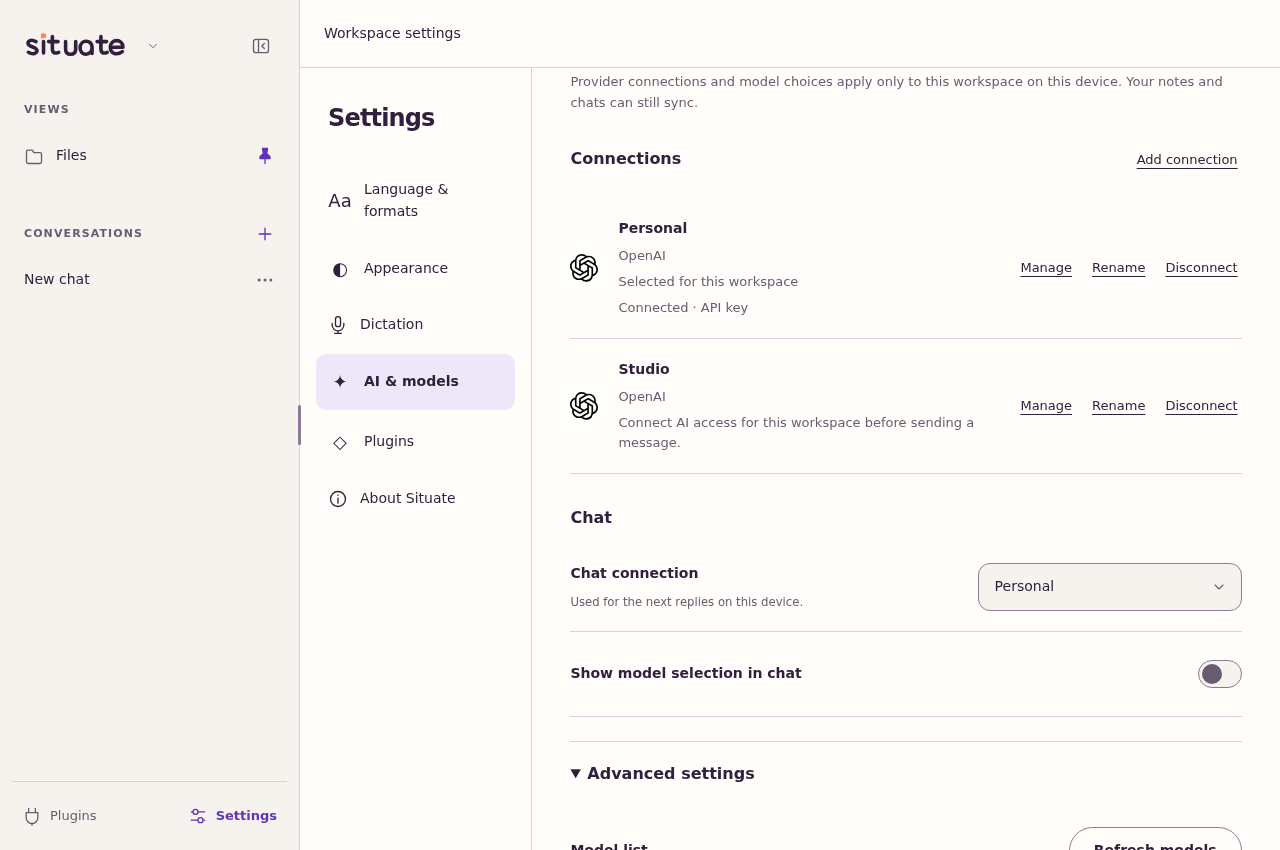 situate
VIEWS
Files
CONVERSATIONS
New chat
Plugins
Settings
Workspace settings
Settings
Aa Language & formats
Appearance
Dictation
AI & models
Plugins
About Situate
Provider connections and model choices apply only to this workspace on this device. Your notes and
chats can still sync.
Connections
Add connection
Personal
OpenAI
Selected for this workspace
Connected · API key
Manage Rename Disconnect
Studio
OpenAI
Connect AI access for this workspace before sending a
message.
Manage Rename Disconnect
Chat
Chat connection
Used for the next replies on this device.
Personal
Show model selection in chat
Advanced settings
Model list
Refresh models